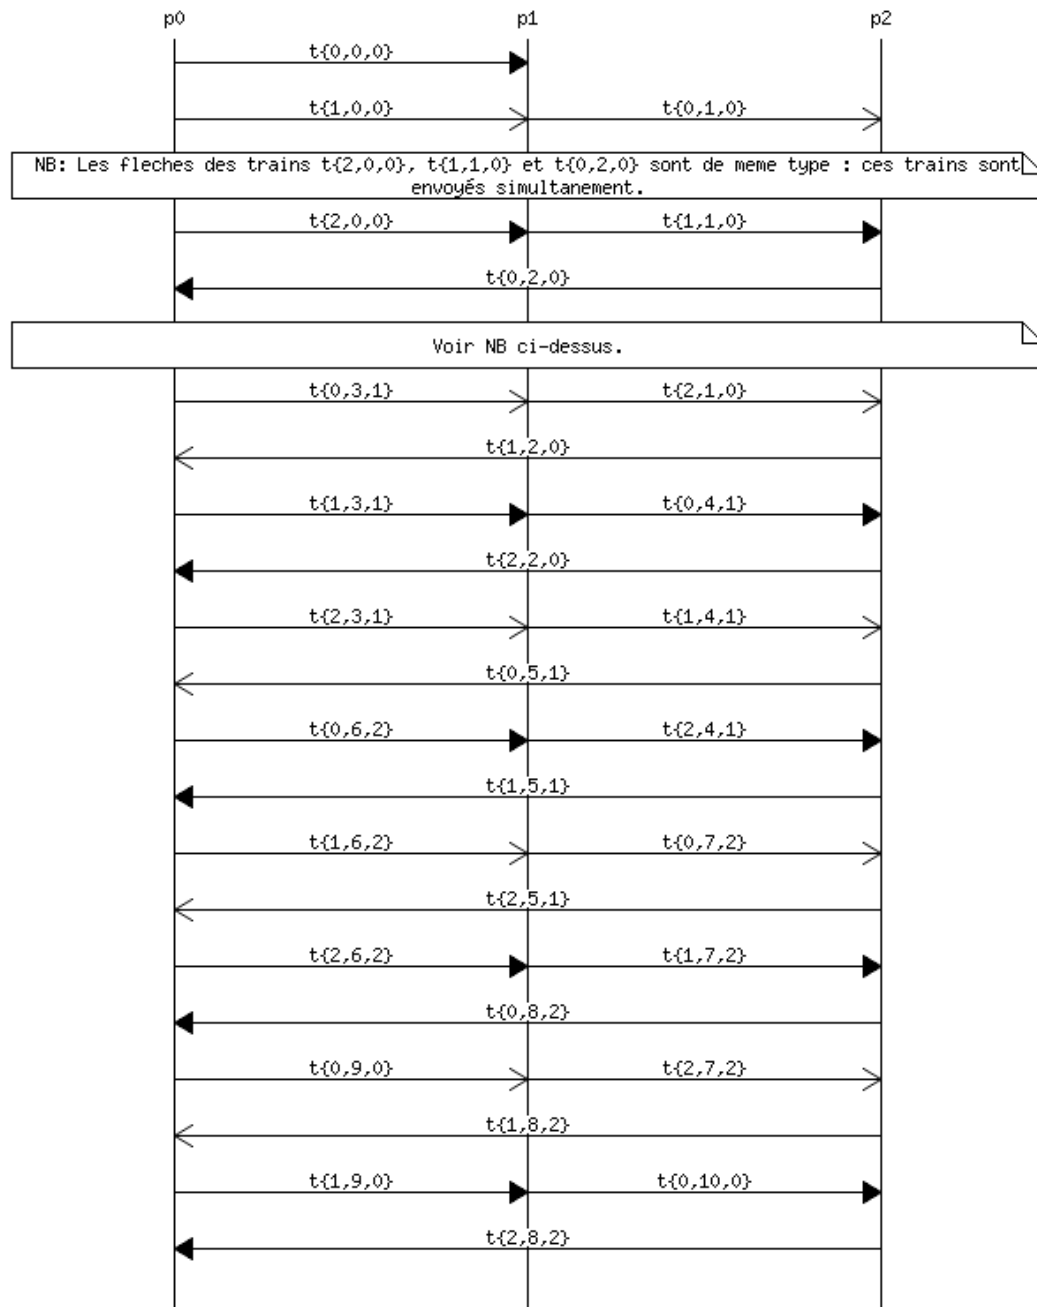 p0 p1 p2
t{0,0,0}
t{1,0,0} t{0,1,0}
NB: Les fleches des trains t{2,0,0}, t{1,1,0} et t{0,2,0} sont de meme type : ces trains sont
envoyés simultanement.
t{2,0,0} t{1,1,0}
t{0,2,0}
Voir NB ci-dessus.
t{0,3,1} t{2,1,0}
t{1,2,0}
t{1,3,1} t{0,4,1}
t{2,2,0}
t{2,3,1} t{1,4,1}
t{0,5,1}
t{0,6,2} t{2,4,1}
t{1,5,1}
t{1,6,2} t{0,7,2}
t{2,5,1}
t{2,6,2} t{1,7,2}
t{0,8,2}
t{0,9,0} t{2,7,2}
t{1,8,2}
t{1,9,0} t{0,10,0}
t{2,8,2}